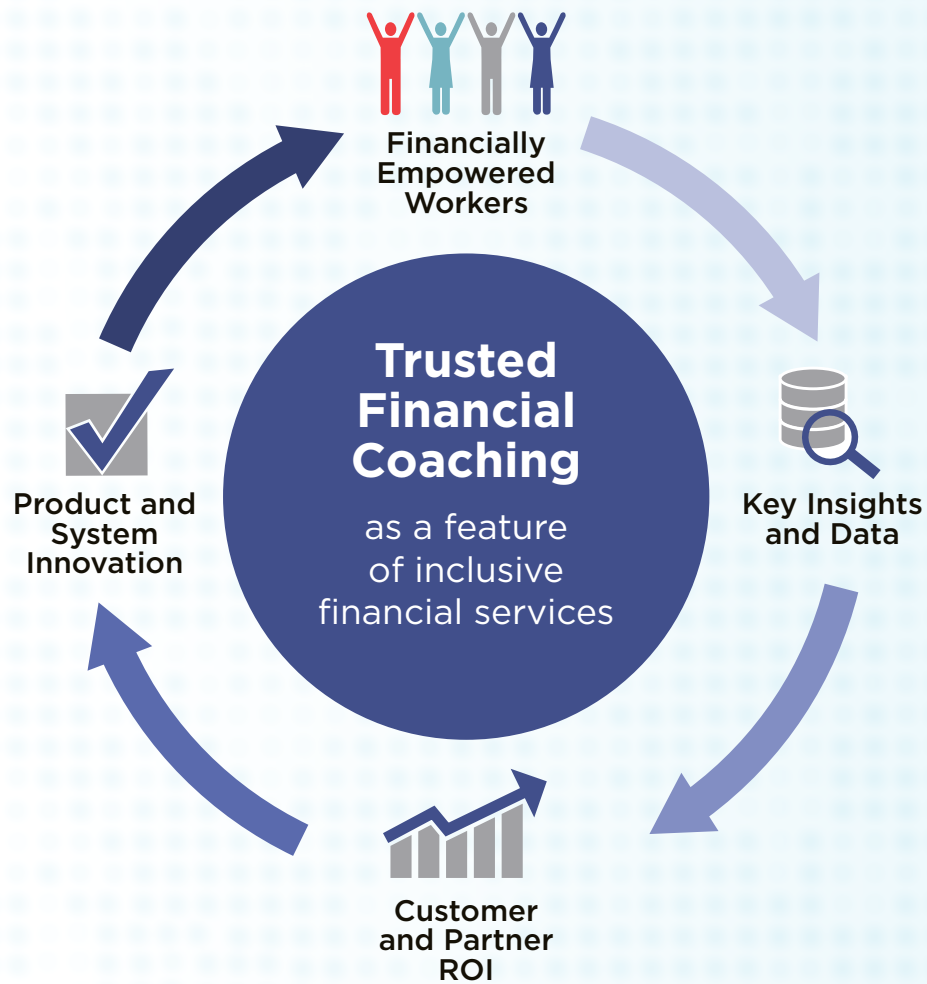 Financially
Empowered
Workers
Trusted
Financial
Coaching
as a feature
of inclusive
financial services
Product and
System
Innovation
Key Insights
and Data
Customer
and Partner
ROI